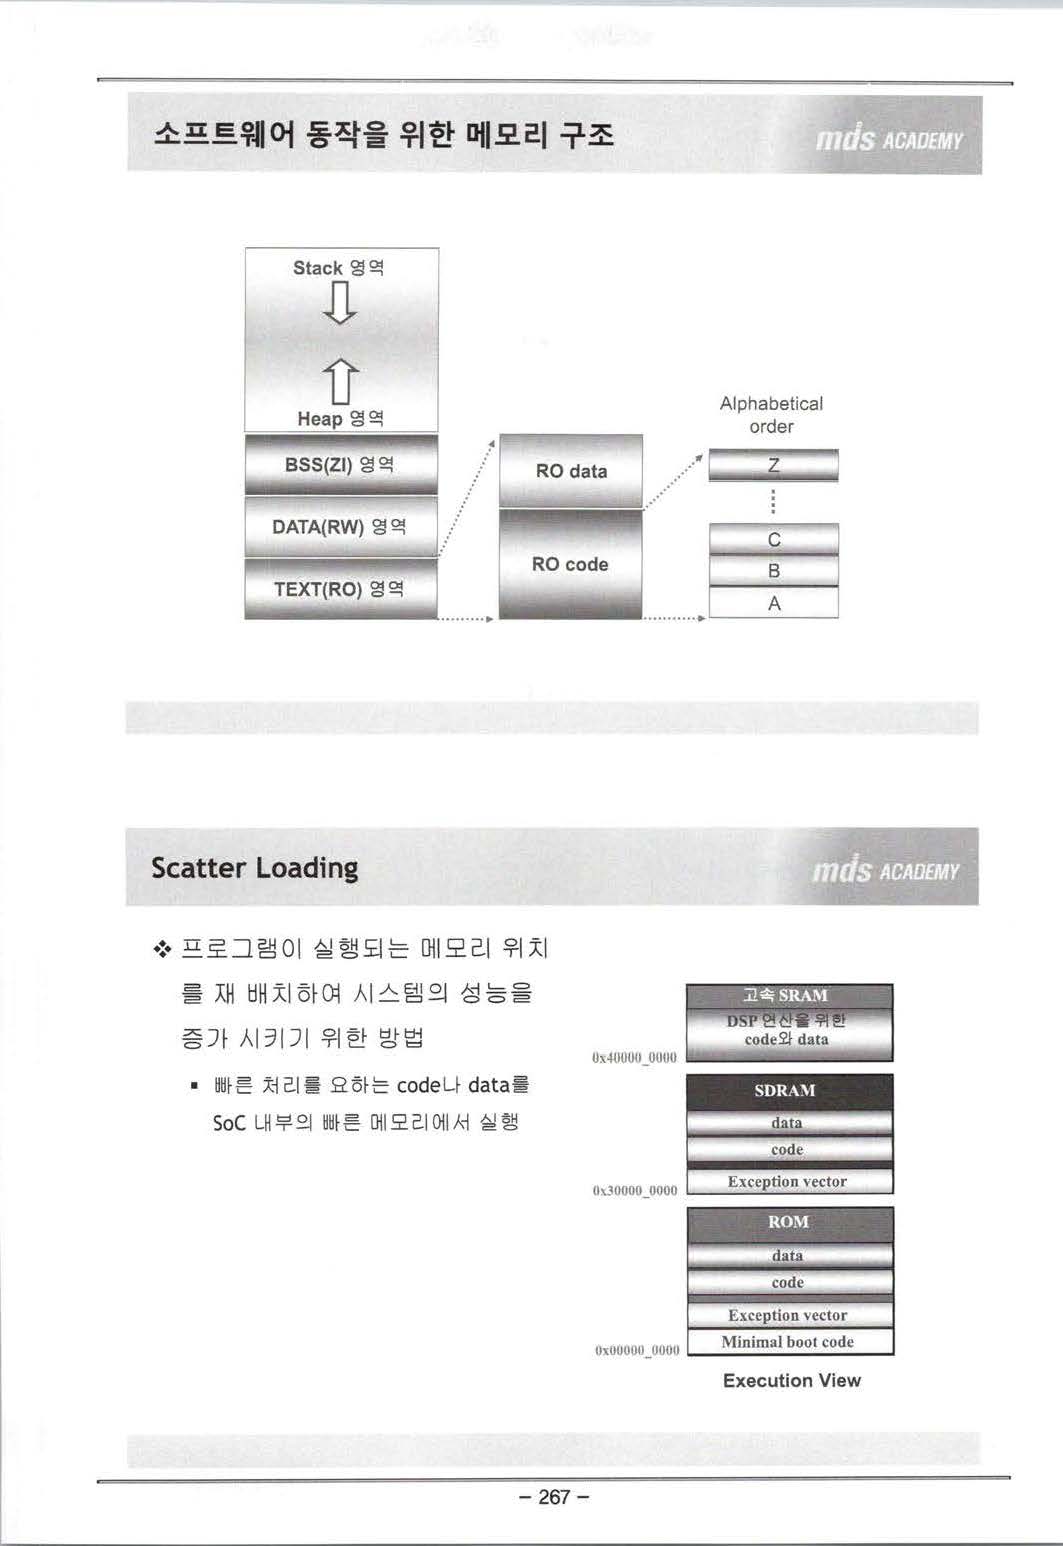 소프트웨어 동작을 위한 메모리 구조
mds ACADEMY
Stack 영역
Heap 영역
BSS(ZI) 영역
DATA(RW) 영역
TEXT(RO) 영역
RO data
RO code
Alphabetical
order
Z
C
B
A
Scatter Loading
mds ACADEMY
❖ 프로그램이 실행되는 메모리 위치
를 재 배치하여 시스템의 성능을
증가 시키기 위한 방법
▪ 빠른 처리를 요하는 code나 data를
SoC 내부의 빠른 메모리에서 실행
고속 SRAM
DSP 연산을 위한
code와 data
0x40000_0000
SDRAM
data
code
Exception vector
0x30000_0000
ROM
data
code
Exception vector
Minimal boot code
0x00000_0000
Execution View
- 267 -